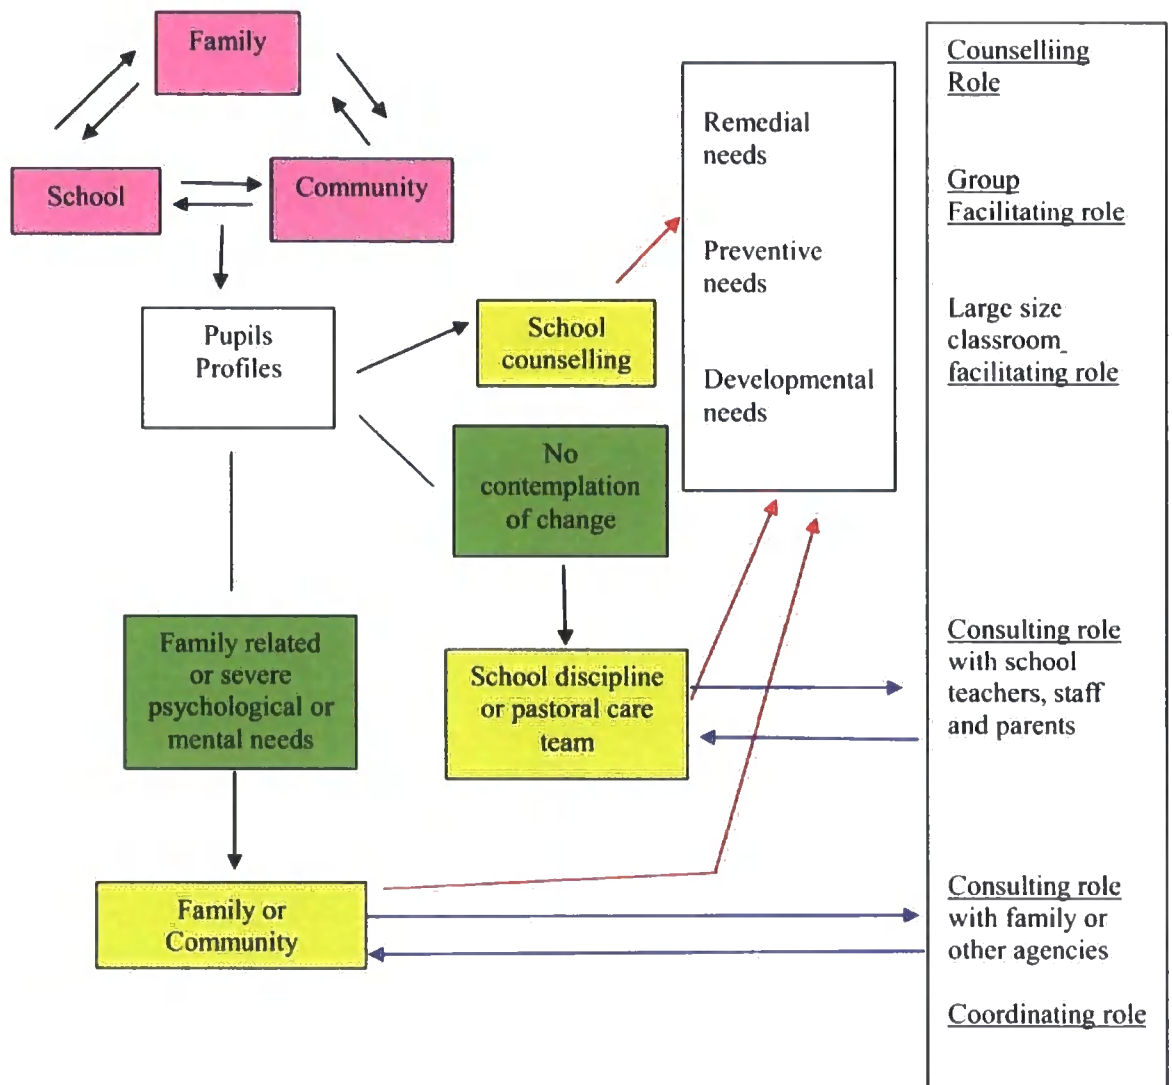 Family
School
Community
Pupils
Profiles
School
counselling
No
contemplation
of change
Family related
or severe
psychological or
mental needs
School discipline
or pastoral care
team
Family or
Community
Remedial
needs
Preventive
needs
Developmental
needs
Counselliing
Role
Group
Facilitating role
Large size
classroom
facilitating role
Consulting role
with school
teachers, staff
and parents
Consulting role
with family or
other agencies
Coordinating role